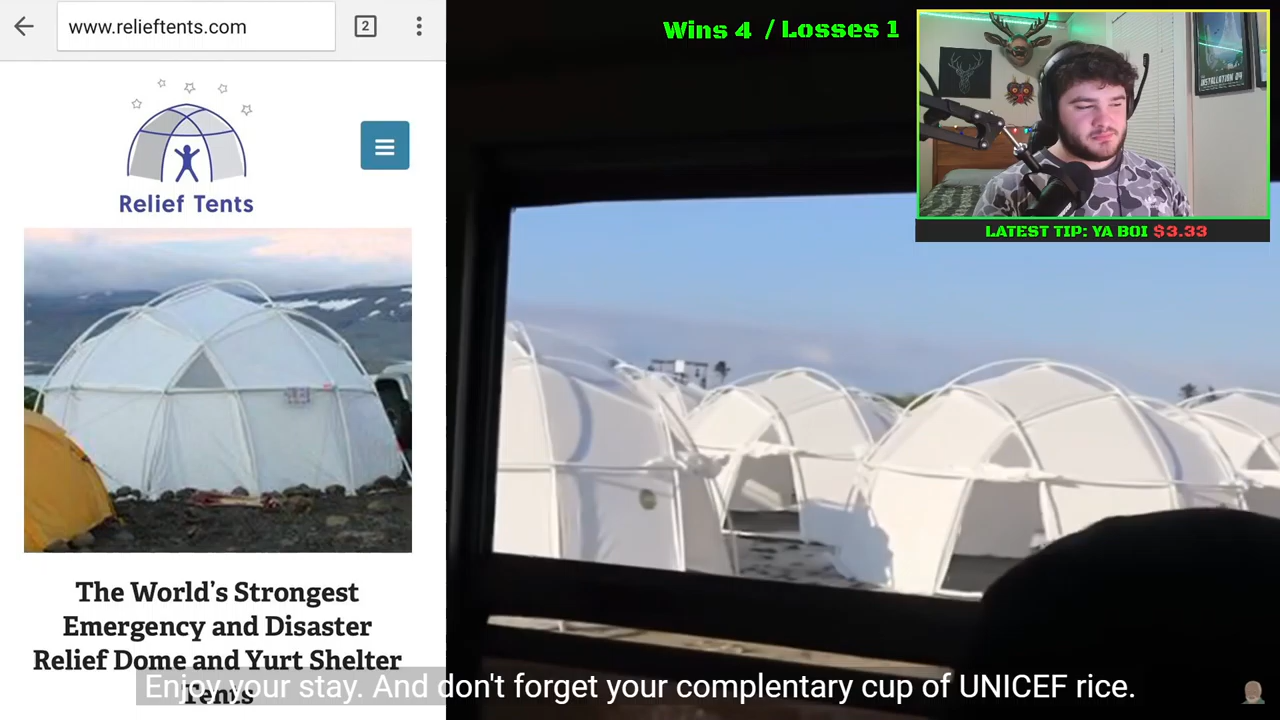 www.relieftents.com
2
Relief Tents
The World's Strongest
Emergency and Disaster
Relief Dome and Yurt Shelter
Tents
Wins 4 / Losses 1
LATEST TIP: YA BOI $3.33
Enjoy your stay. And don't forget your complentary cup of UNICEF rice.